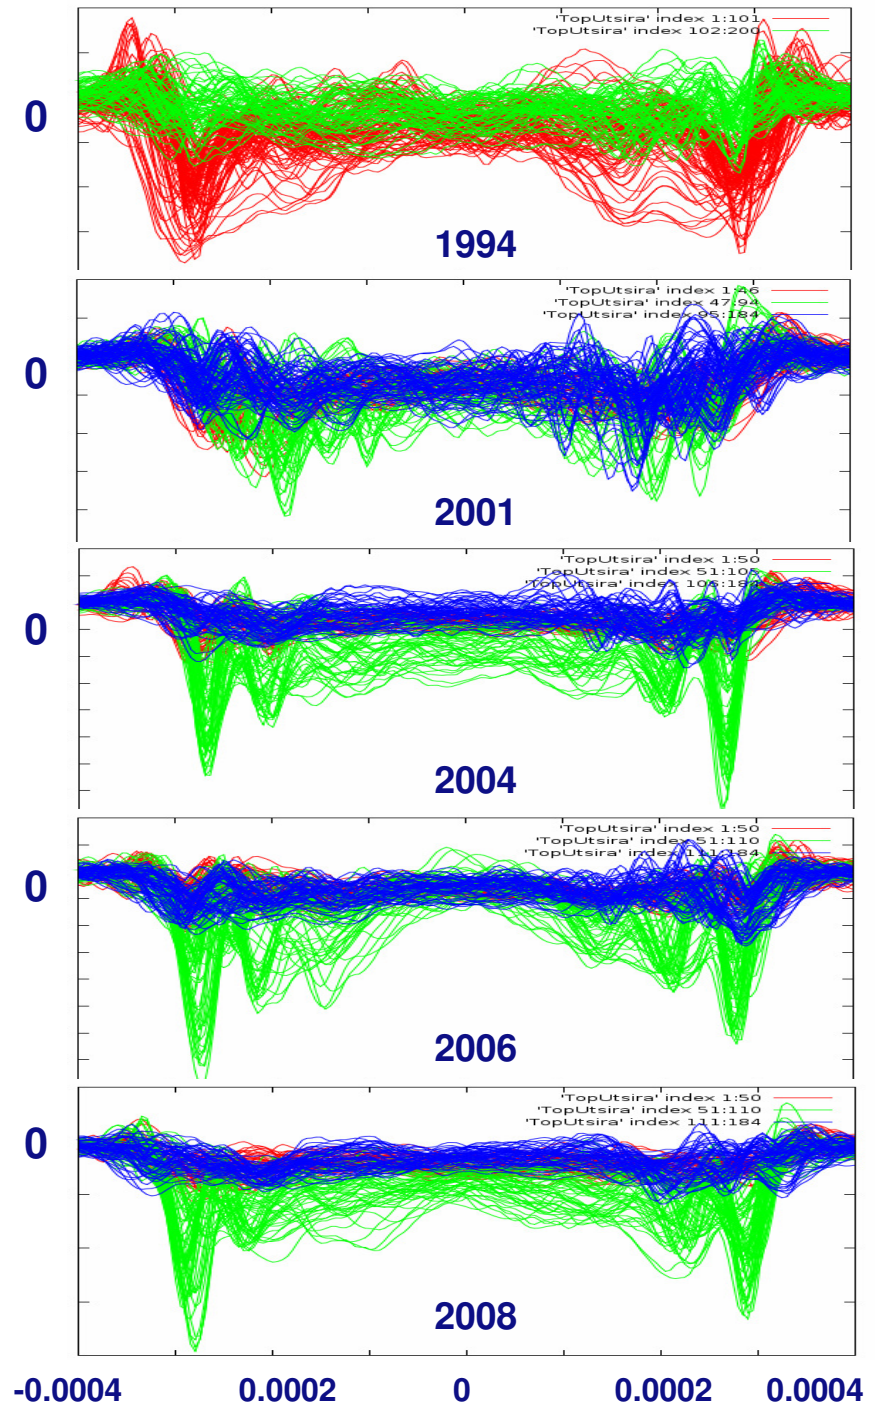 'TopUtsira' index 1:101
'TopUtsira' index 102:200
0
1994
'TopUtsira' index 1:46
'TopUtsira' index 47:94
'TopUtsira' index 95:184
0
2001
'TopUtsira' index 1:50
'TopUtsira' index 51:105
'TopUtsira' index 106:184
0
2004
'TopUtsira' index 1:50
'TopUtsira' index 51:110
'TopUtsira' index 111:184
0
2006
'TopUtsira' index 1:50
'TopUtsira' index 51:110
'TopUtsira' index 111:184
0
2008
-0.0004 0.0002 0 0.0002 0.0004